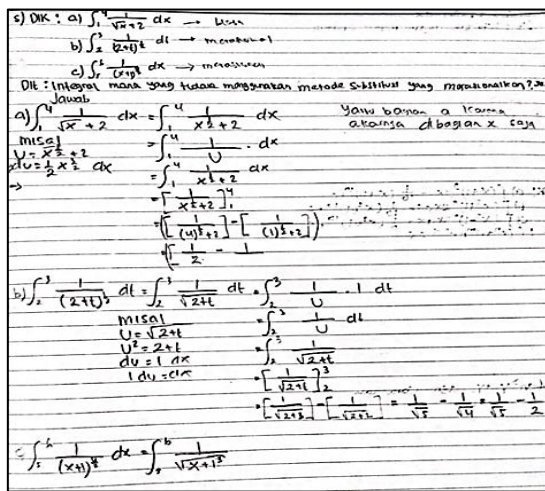 5) DIK : a) ∫₁⁴ 1/(√x+2) dx → bisa
b) ∫₂³ 1/(2+t)^½ dt → merasional
c) ∫₅⁶ 1/(x+1)^½ dx → merasional
Dit : Integral mana yang tidak menggunakan metode substitusi yang merasionalkan?
Jawab
a) ∫₁⁴ 1/(√x + 2) dx = ∫₁⁴ 1/(x^½+2) dx yaitu bagian a karena
akarnya dibagian x saja
misal
U = x^½ + 2 = ∫₁⁴ 1/U . dx
du = 1/2 x^½ dx = ∫₁⁴ 1/(x^½+2) dx
→ = [1/(x^½+2)]₁⁴
= ([1/((4)^½+2)] - [1/((1)^½+2)])
= ([1/2 - 1/
b) ∫₂³ 1/(2+t)^½ dt = ∫₂³ 1/√2+t dt = ∫₂³ 1/U . 1 dt
misal = ∫₂³ 1/U dt
U = √2+t
U² = 2+t = ∫₂³ 1/√2+t
du = 1 dx
1 du = dx = [1/√2+t]₂³
= [1/√2+3] - [1/√2+2] = 1/√5 - 1/√4 = 1/√5 - 1/2
c ∫₅⁶ 1/(x+1)^½ dx = ∫₅⁶ 1/√x+1³